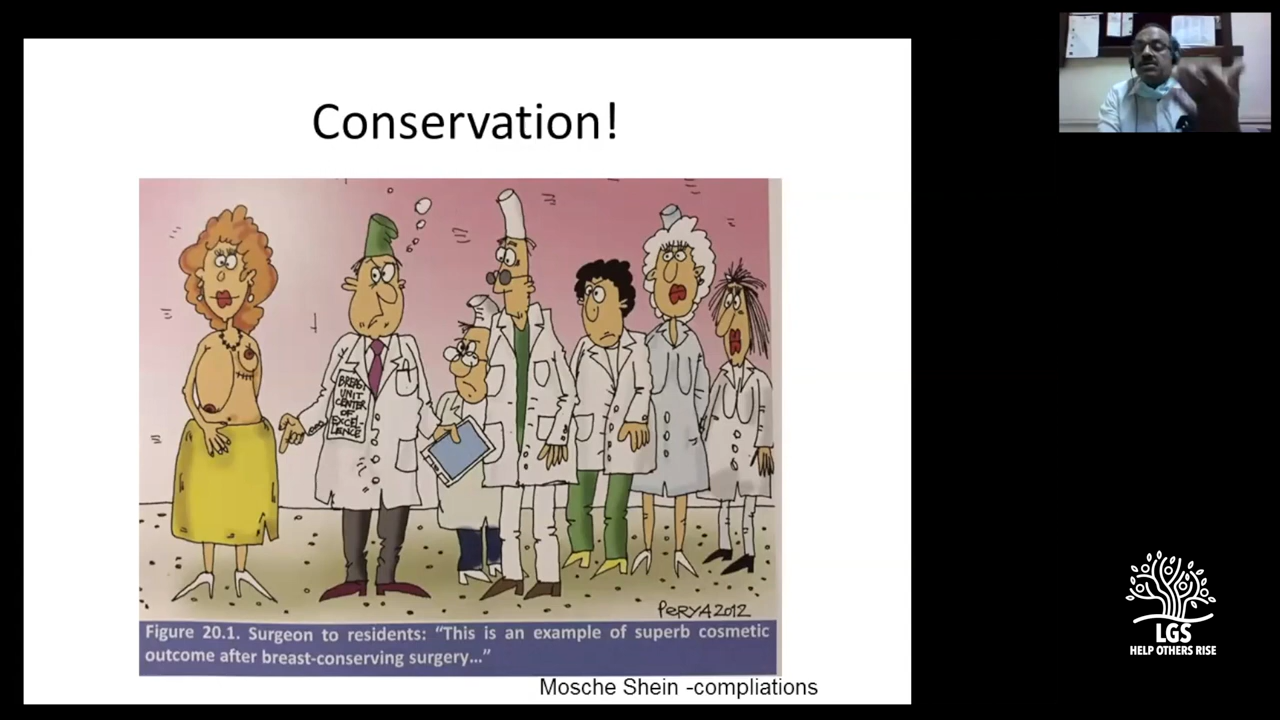 Conservation!
BREAST
UNIT
CENTER
OF
EXCEL-
LENCE
PERYA 2012
Figure 20.1. Surgeon to residents: “This is an example of superb cosmetic
outcome after breast-conserving surgery...”
Mosche Shein -compliations
LGS
HELP OTHERS RISE